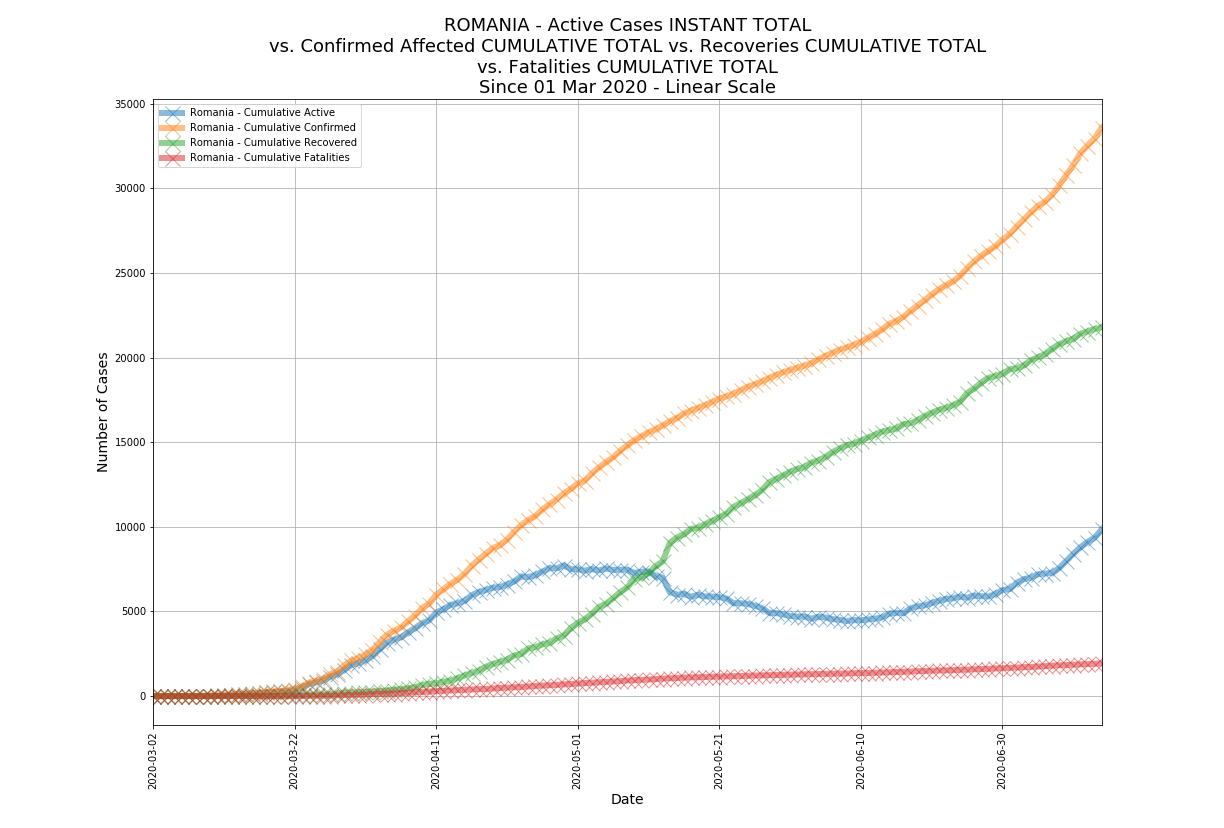 ROMANIA - Active Cases INSTANT TOTAL
vs. Confirmed Affected CUMULATIVE TOTAL vs. Recoveries CUMULATIVE TOTAL
vs. Fatalities CUMULATIVE TOTAL
Since 01 Mar 2020 - Linear Scale
Romania - Cumulative Active
Romania - Cumulative Confirmed
Romania - Cumulative Recovered
Romania - Cumulative Fatalities
Number of Cases
35000
30000
25000
20000
15000
10000
5000
0
2020-03-02
2020-03-22
2020-04-11
2020-05-01
2020-05-21
2020-06-10
2020-06-30
Date